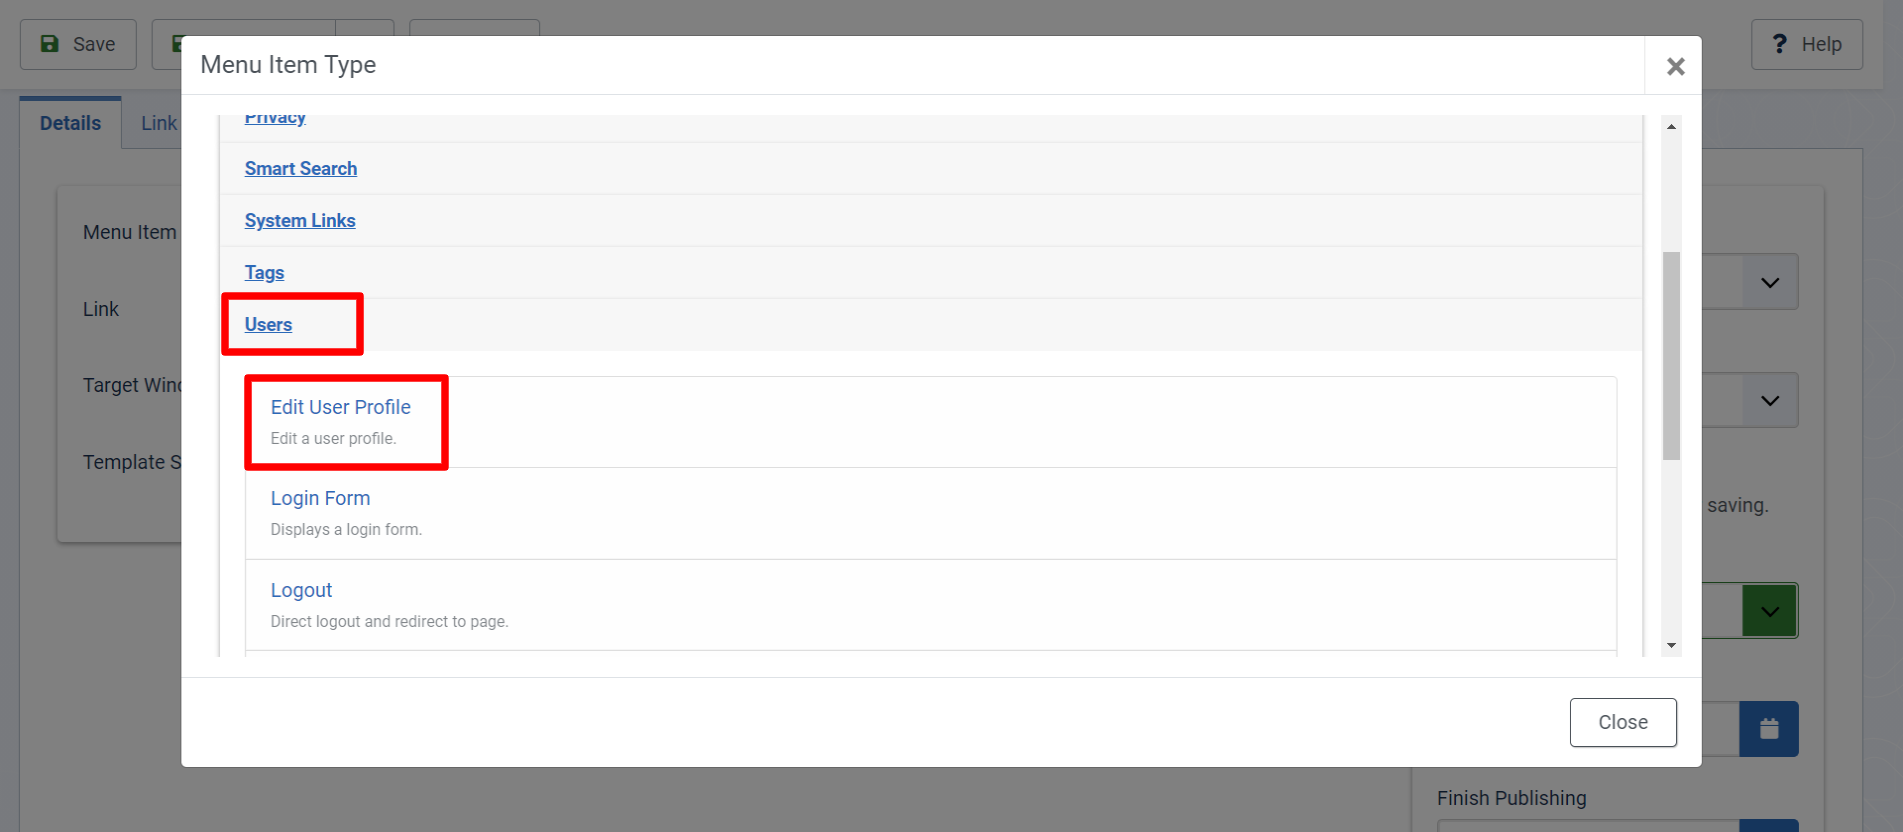 Save
Help
Menu Item Type
Details
Link
Privacy
Smart Search
System Links
Tags
Users
Edit User Profile
Edit a user profile.
Login Form
Displays a login form.
Logout
Direct logout and redirect to page.
Menu Item
Link
Target
Template
saving.
Close
Finish Publishing